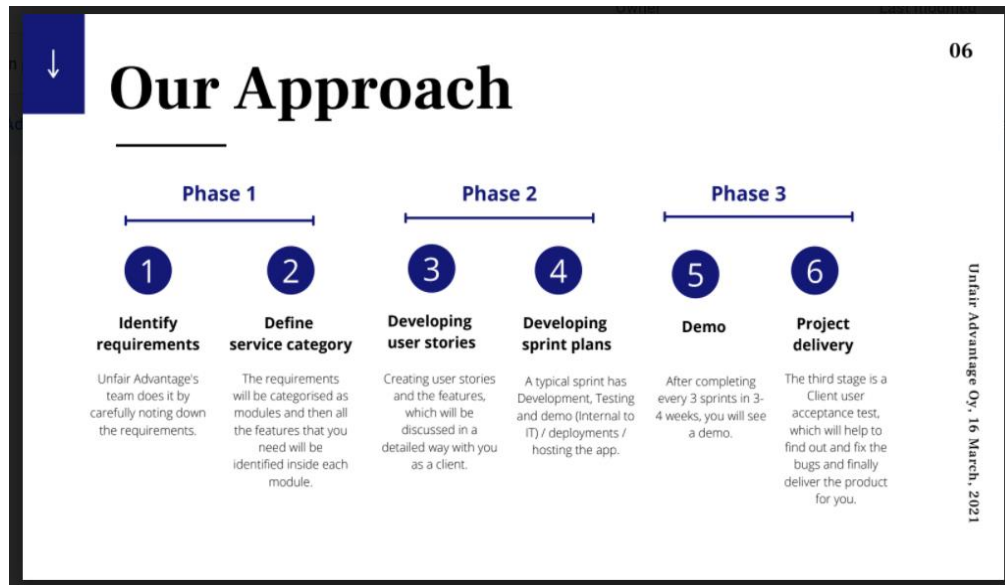 Owner
Last modified
06
Our Approach
Phase 1
Phase 2
Phase 3
1
2
3
4
5
6
Identify
requirements
Define
service category
Developing
user stories
Developing
sprint plans
Demo
Project
delivery
Unfair Advantage's
team does it by
carefully noting down
the requirements.
The requirements
will be categorised as
modules and then all
the features that you
need will be
identified inside each
module.
Creating user stories
and the features,
which will be
discussed in a
detailed way with you
as a client.
A typical sprint has
Development, Testing
and demo (Internal to
IT) / deployments /
hosting the app.
After completing
every 3 sprints in 3-
4 weeks, you will see
a demo.
The third stage is a
Client user
acceptance test,
which will help to
find out and fix the
bugs and finally
deliver the product
for you.
Unfair Advantage Oy, 16 March, 2021